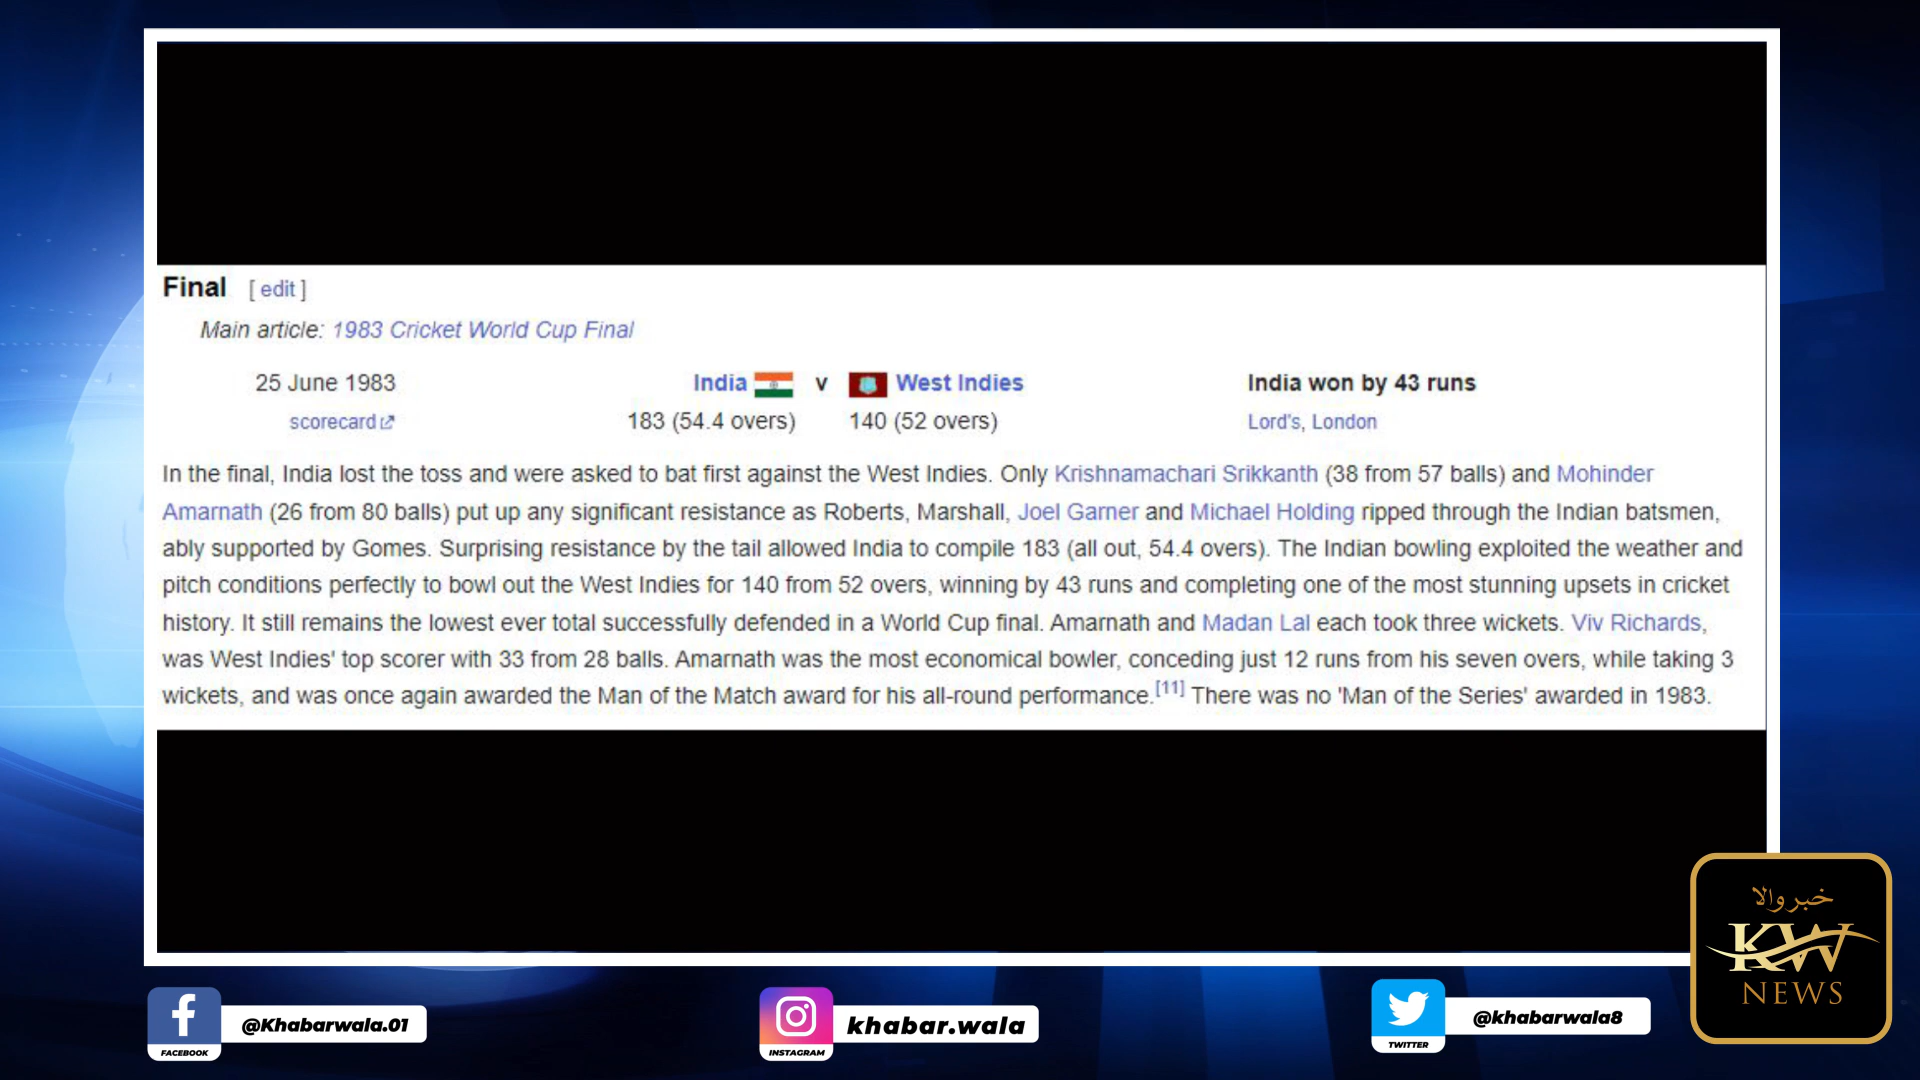 Final [ edit ]
Main article: 1983 Cricket World Cup Final
25 June 1983 India v West Indies India won by 43 runs
scorecard 183 (54.4 overs) 140 (52 overs) Lord's, London
In the final, India lost the toss and were asked to bat first against the West Indies. Only Krishnamachari Srikkanth (38 from 57 balls) and Mohinder
Amarnath (26 from 80 balls) put up any significant resistance as Roberts, Marshall, Joel Garner and Michael Holding ripped through the Indian batsmen,
ably supported by Gomes. Surprising resistance by the tail allowed India to compile 183 (all out, 54.4 overs). The Indian bowling exploited the weather and
pitch conditions perfectly to bowl out the West Indies for 140 from 52 overs, winning by 43 runs and completing one of the most stunning upsets in cricket
history. It still remains the lowest ever total successfully defended in a World Cup final. Amarnath and Madan Lal each took three wickets. Viv Richards,
was West Indies' top scorer with 33 from 28 balls. Amarnath was the most economical bowler, conceding just 12 runs from his seven overs, while taking 3
wickets, and was once again awarded the Man of the Match award for his all-round performance.[11] There was no 'Man of the Series' awarded in 1983.
خبر والا
KW
NEWS
@Khabarwala.01
FACEBOOK
khabar.wala
INSTAGRAM
@khabarwala8
TWITTER